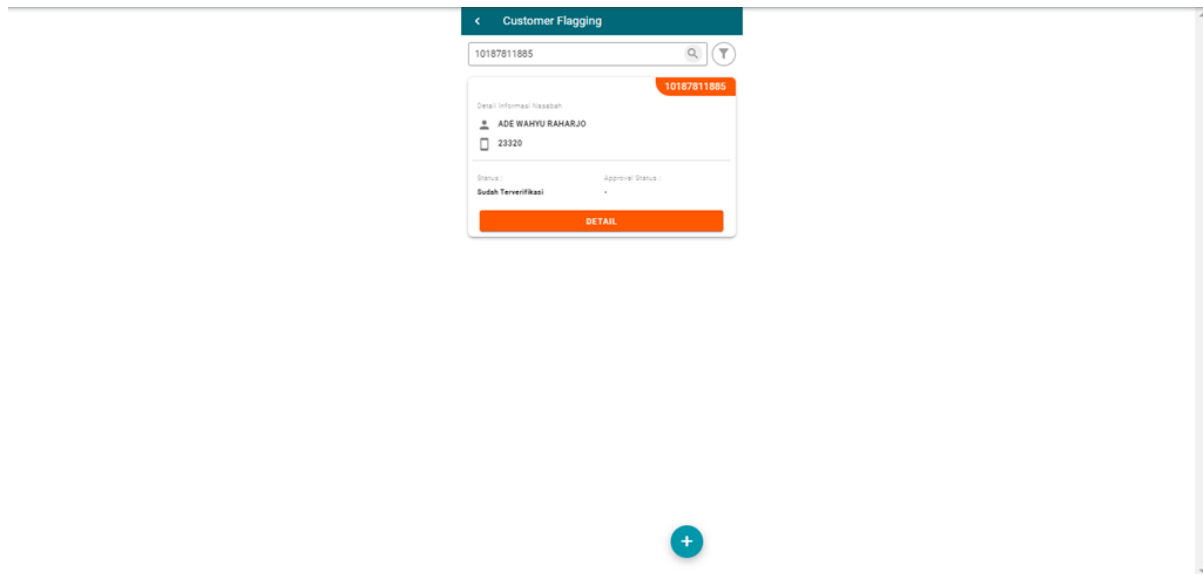 Customer Flagging
10187811885
10187811885
Detail Informasi Nasabah
ADE WAHYU RAHARJO
23320
Status :
Approval Status :
Sudah Terverifikasi
-
DETAIL
+